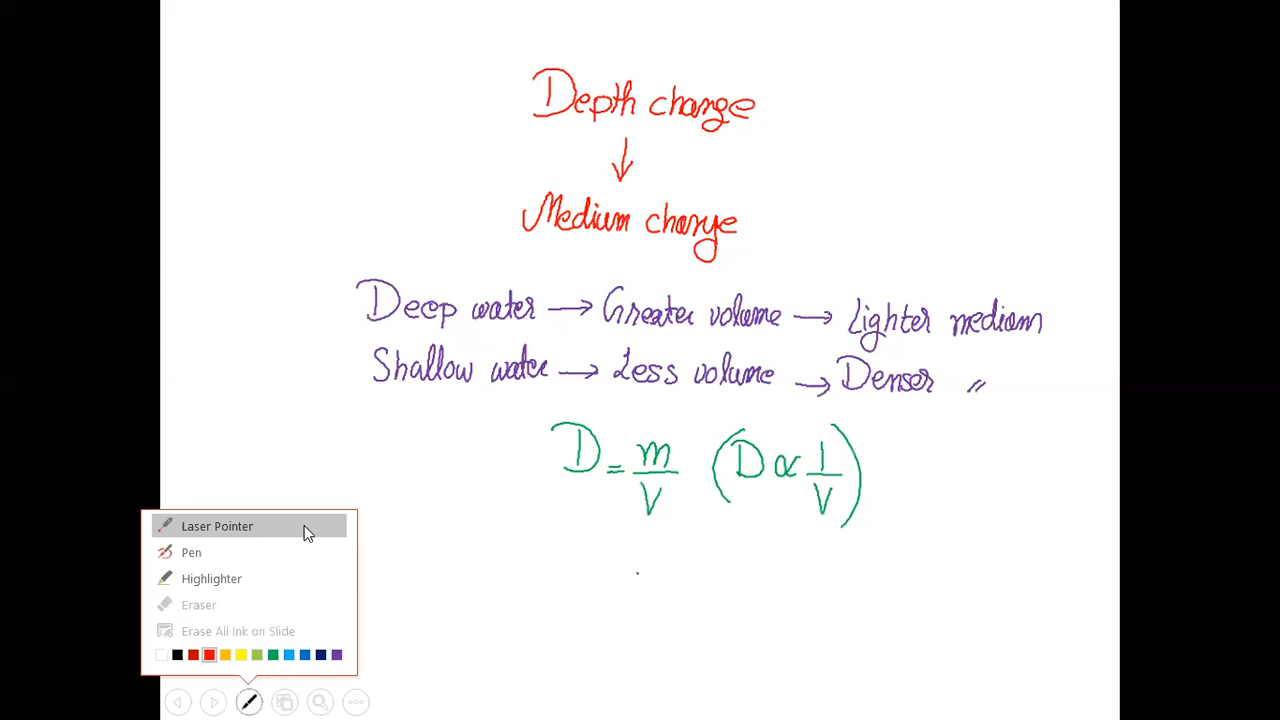 Depth change
↓
Medium change
Deep water → Greater volume → Lighter medium
Shallow water → Less volume → Denser 〃
D = m/V (D ∝ 1/V)
Laser Pointer
Pen
Highlighter
Eraser
Erase All Ink on Slide